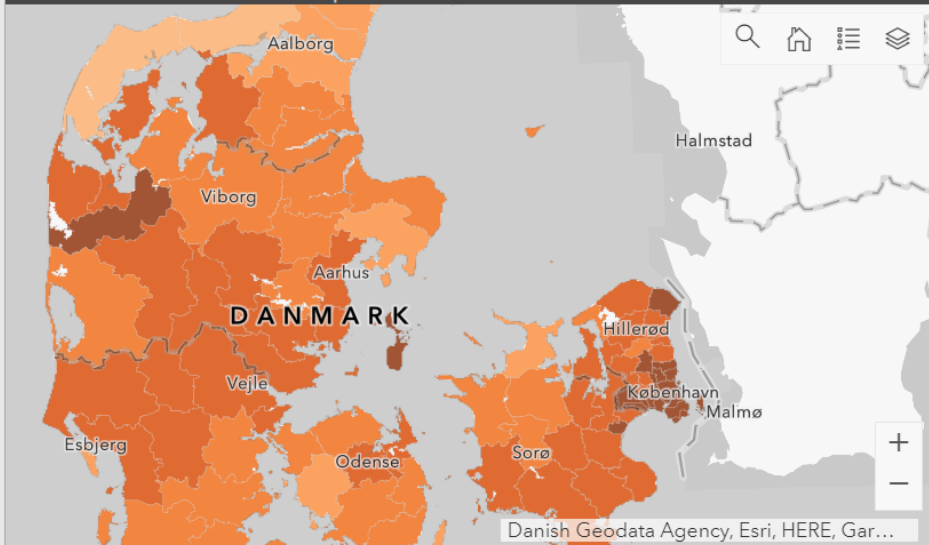 Aalborg
Halmstad
Viborg
Aarhus
DANMARK
Hillerød
Vejle
København
Malmø
Esbjerg
Sorø
Odense
+
−
Danish Geodata Agency, Esri, HERE, Gar...